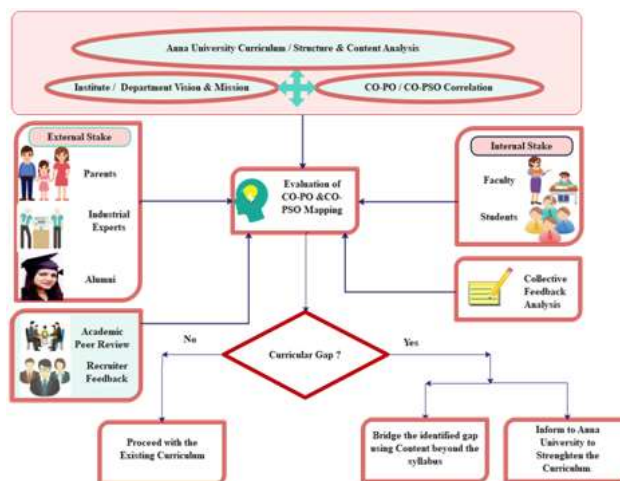 Anna University Curriculum / Structure & Content Analysis
Institute / Department Vision & Mission
CO-PO / CO-PSO Correlation
External Stake
Parents
Industrial
Experts
Alumni
Evaluation of
CO-PO &CO-
PSO Mapping
Internal Stake
Faculty
Students
Collective
Feedback
Analysis
Academic
Peer Review
Recruiter
Feedback
No
Curricular Gap ?
Yes
Proceed with the
Existing Curriculum
Bridge the identified gap
using Content beyond the
syllabus
Inform to Anna
University to
Strenghten the
Curriculum.